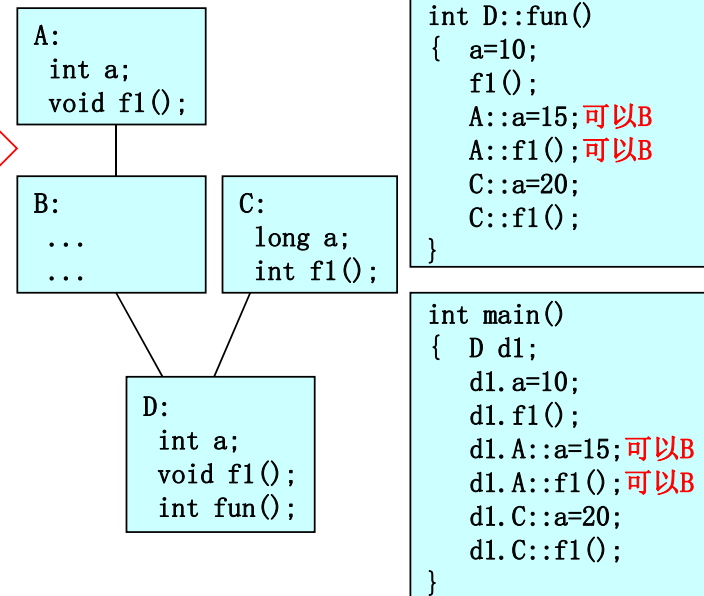 A:
int a;
void f1();
B:
...
...
C:
long a;
int f1();
D:
int a;
void f1();
int fun();
int D::fun()
{ a=10;
f1();
A::a=15;可以B
A::f1();可以B
C::a=20;
C::f1();
}
int main()
{ D d1;
d1.a=10;
d1.f1();
d1.A::a=15;可以B
d1.A::f1();可以B
d1.C::a=20;
d1.C::f1();
}